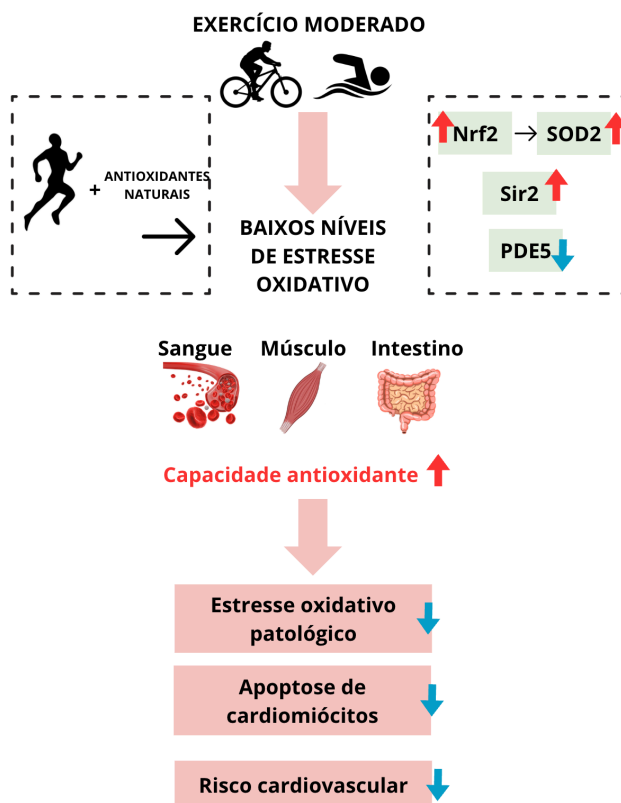 EXERCÍCIO MODERADO
+
ANTIOXIDANTES
NATURAIS
BAIXOS NÍVEIS
DE ESTRESSE
OXIDATIVO
Nrf2
SOD2
Sir2
PDE5
Sangue
Músculo
Intestino
Capacidade antioxidante
Estresse oxidativo
patológico
Apoptose de
cardiomiócitos
Risco cardiovascular